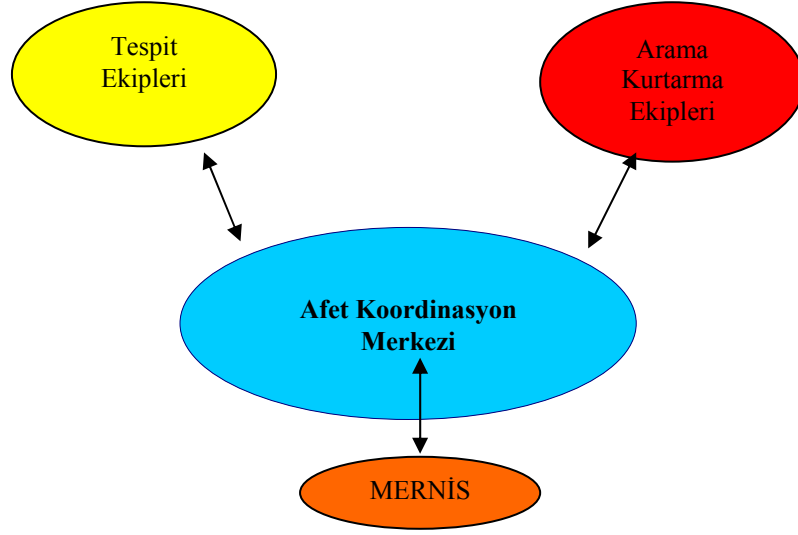 Tespit
Ekipleri
Arama
Kurtarma
Ekipleri
Afet Koordinasyon
Merkezi
MERNİS